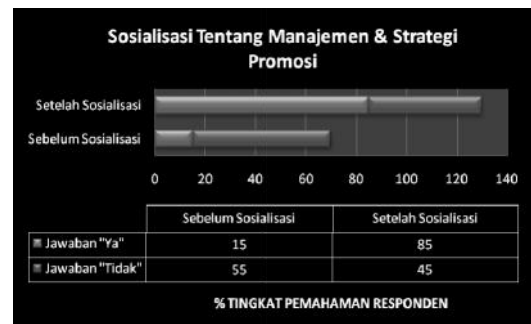 Sosialisasi Tentang Manajemen & Strategi
Promosi
Setelah Sosialisasi
Sebelum Sosialisasi
0 20 40 60 80 100 120 140
Sebelum Sosialisasi Setelah Sosialisasi
Jawaban "Ya" 15 85
Jawaban "Tidak" 55 45
% TINGKAT PEMAHAMAN RESPONDEN